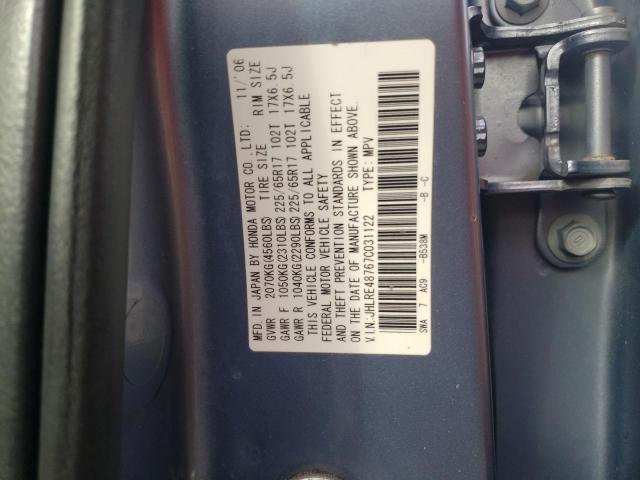 MFD. IN JAPAN BY HONDA MOTOR CO., LTD: 11/'06
GVWR 2070KG(4560LBS) TIRE SIZE RIM SIZE
GAWR F 1050KG(2310LBS) 225/65R17 102T 17X6 5J
GAWR R 1040KG(2290LBS) 225/65R17 102T 17X6 5J
THIS VEHICLE CONFORMS TO ALL APPLICABLE
FEDERAL MOTOR VEHICLE SAFETY
AND THEFT PREVENTION STANDARDS IN EFFECT
ON THE DATE OF MANUFACTURE SHOWN ABOVE.
V.I.N:JHLRE48767C031122 TYPE: MPV
SWA 7 AC9 -B538M -B -C